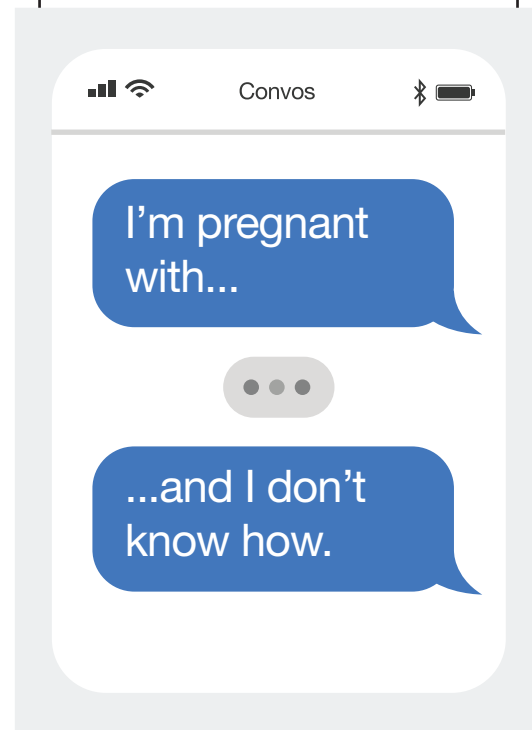 Convos
I’m pregnant
with...
...and I don’t
know how.